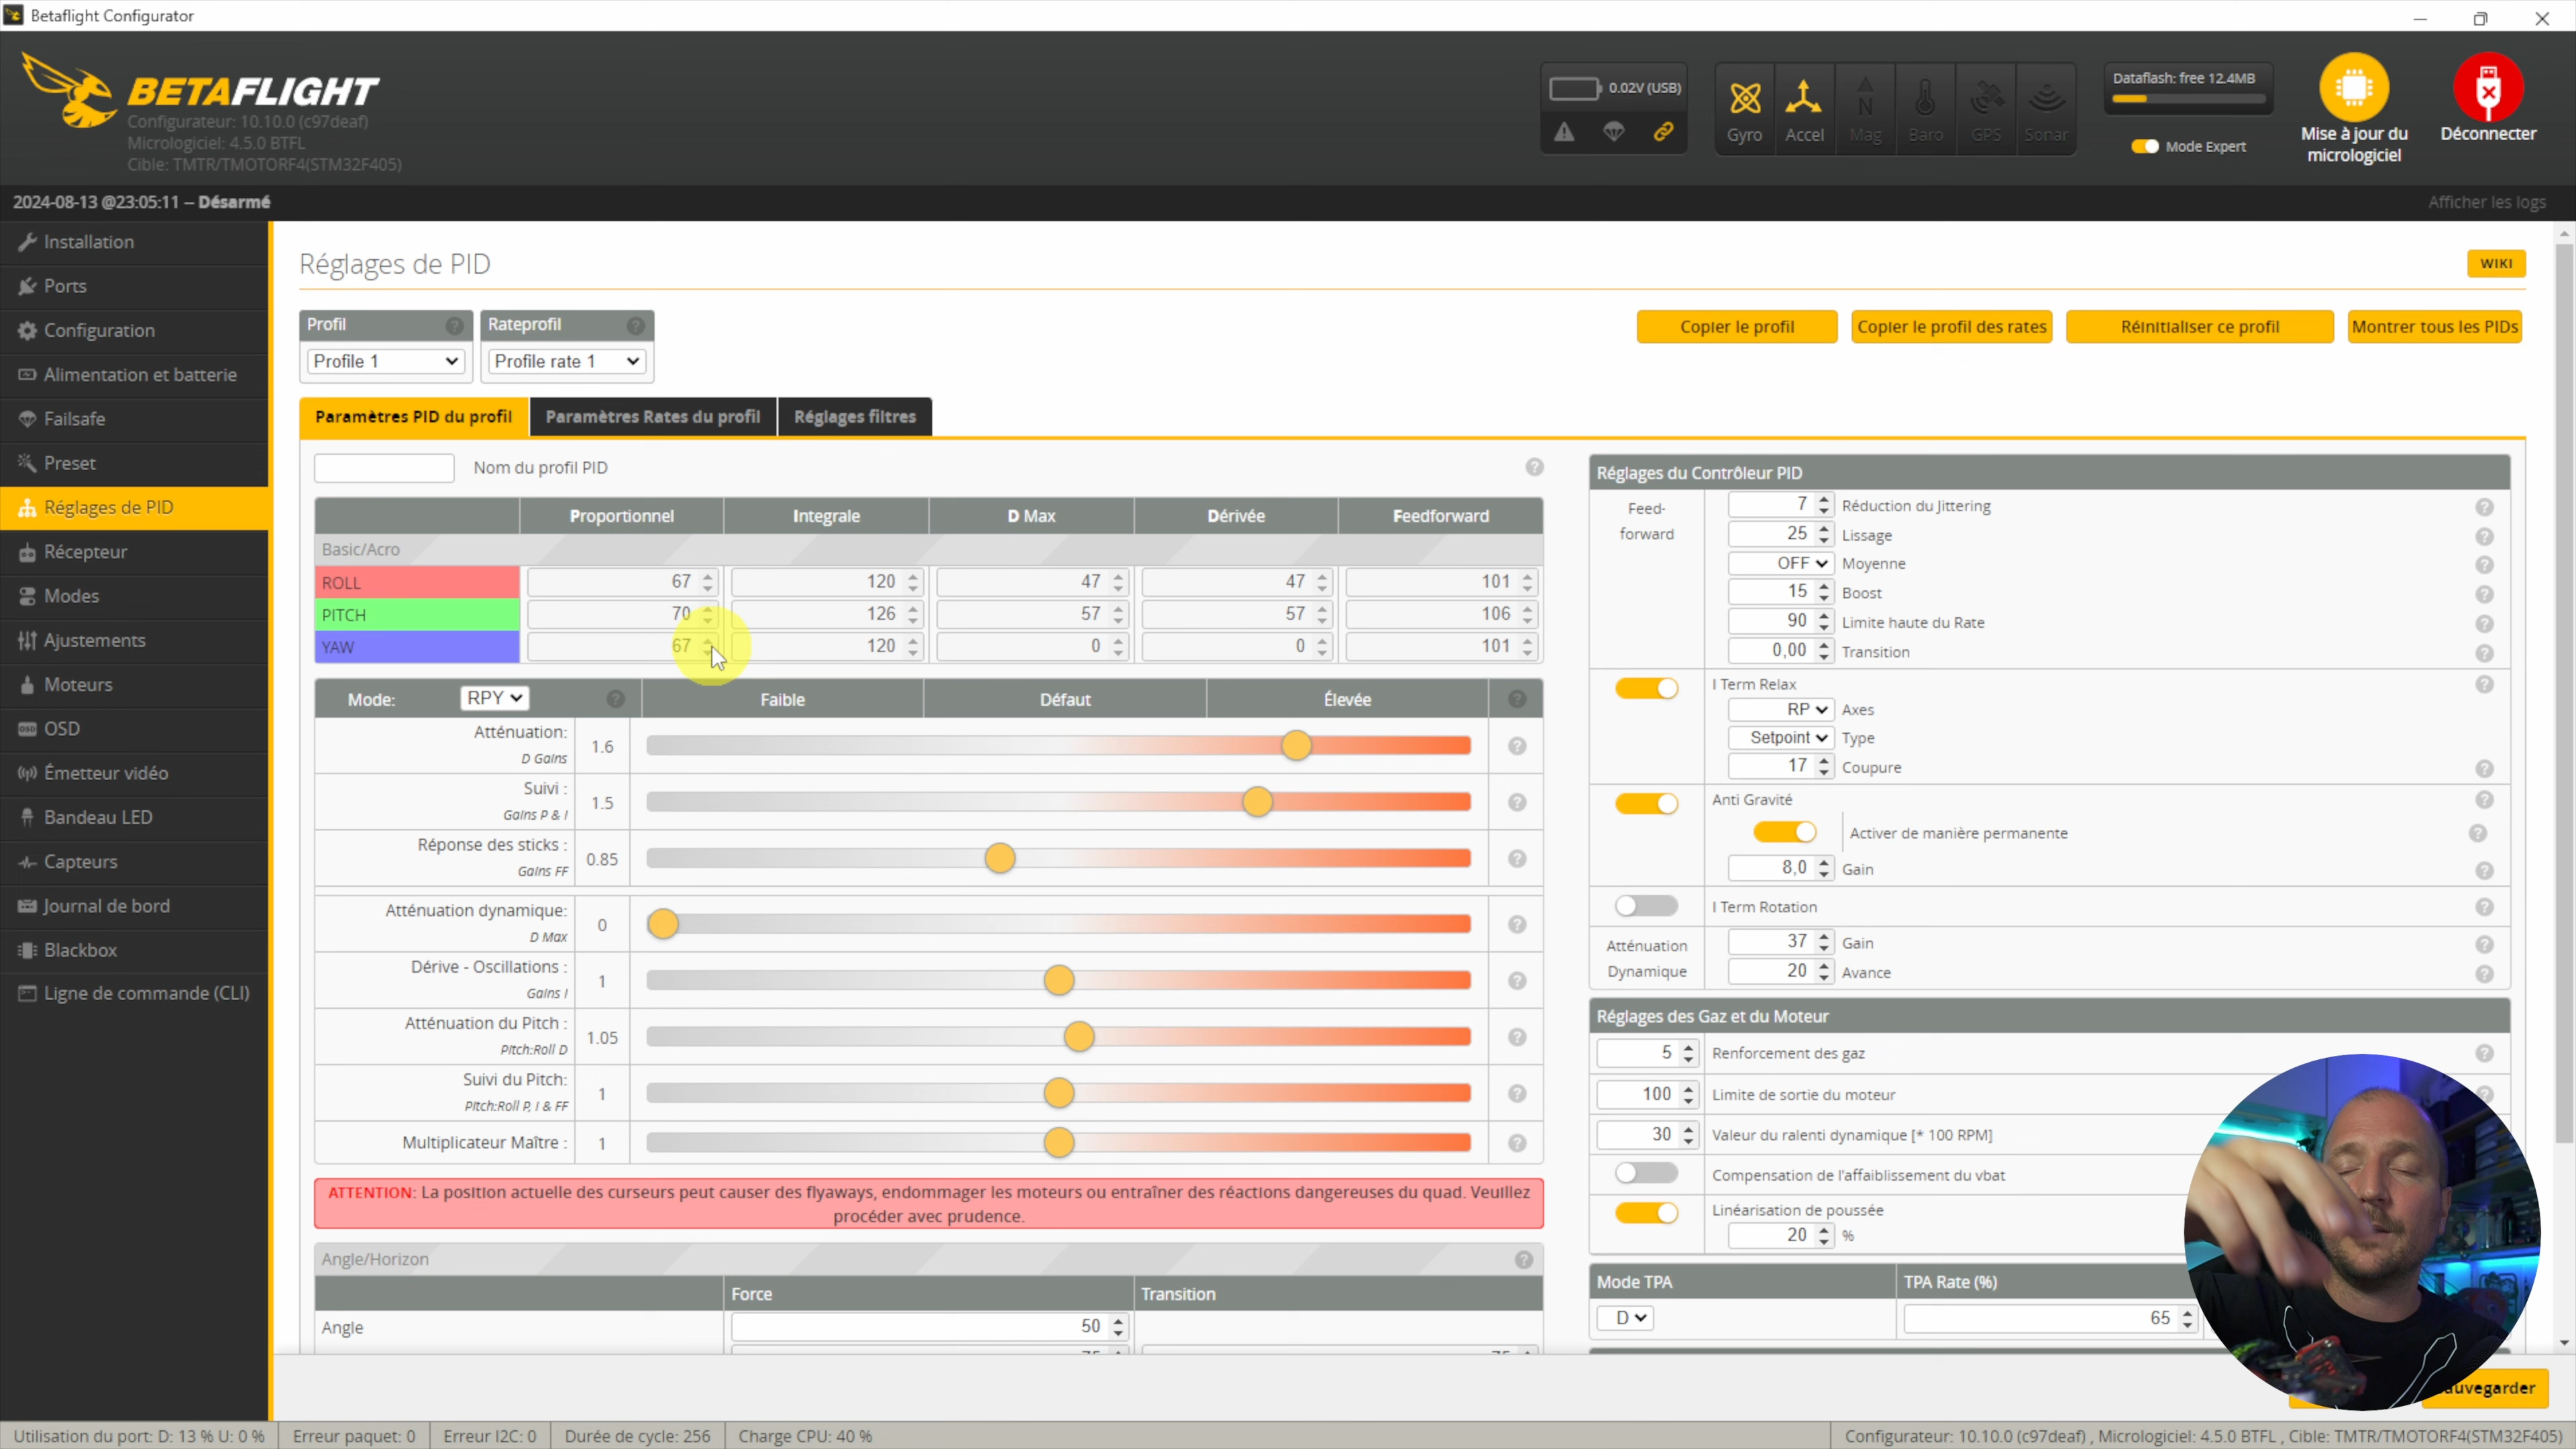 Betaflight Configurator
BETAFLIGHT
Configurateur: 10.10.0 (c97deaf)
Micrologiciel: 4.5.0 BTFL
Cible: TMTR/TMOTORF4(STM32F405)
0.02V (USB)
Gyro
Accel
Mag
Baro
GPS
Sonar
Dataflash: free 12.4MB
Mode Expert
Mise à jour du
micrologiciel
Déconnecter
2024-08-13 @23:05:11 -- Désarmé
Afficher les logs
Installation
Ports
Configuration
Alimentation et batterie
Failsafe
Preset
Réglages de PID
Récepteur
Modes
Ajustements
Moteurs
OSD
Émetteur vidéo
Bandeau LED
Capteurs
Journal de bord
Blackbox
Ligne de commande (CLI)
Réglages de PID
WIKI
Profil
Profile 1
Rateprofil
Profile rate 1
Copier le profil
Copier le profil des rates
Réinitialiser ce profil
Montrer tous les PIDs
Paramètres PID du profil
Paramètres Rates du profil
Réglages filtres
Nom du profil PID
Proportionnel Integrale D Max Dérivée Feedforward
Basic/Acro
ROLL 67 120 47 47 101
PITCH 70 126 57 57 106
YAW 67 120 0 0 101
Mode: RPY Faible Défaut Élevée
Atténuation: 1.6
D Gains
Suivi : 1.5
Gains P & I
Réponse des sticks : 0.85
Gains FF
Atténuation dynamique: 0
D Max
Dérive - Oscillations : 1
Gains I
Atténuation du Pitch : 1.05
Pitch:Roll D
Suivi du Pitch: 1
Pitch:Roll P, I & FF
Multiplicateur Maître : 1
ATTENTION: La position actuelle des curseurs peut causer des flyaways, endommager les moteurs ou entraîner des réactions dangereuses du quad. Veuillez
procéder avec prudence.
Angle/Horizon
Force Transition
Angle 50
Réglages du Contrôleur PID
Feed-
forward
7 Réduction du Jittering
25 Lissage
OFF Moyenne
15 Boost
90 Limite haute du Rate
0,00 Transition
I Term Relax
RP Axes
Setpoint Type
17 Coupure
Anti Gravité
Activer de manière permanente
8,0 Gain
I Term Rotation
Atténuation
Dynamique
37 Gain
20 Avance
Réglages des Gaz et du Moteur
5 Renforcement des gaz
100 Limite de sortie du moteur
30 Valeur du ralenti dynamique [* 100 RPM]
Compensation de l'affaiblissement du vbat
Linéarisation de poussée
20 %
Mode TPA TPA Rate (%)
D 65
Utilisation du port: D: 13 % U: 0 %
Erreur paquet: 0
Erreur I2C: 0
Durée de cycle: 256
Charge CPU: 40 %
Configurateur: 10.10.0 (c97deaf) , Micrologiciel: 4.5.0 BTFL , Cible: TMTR/TMOTORF4(STM32F405)